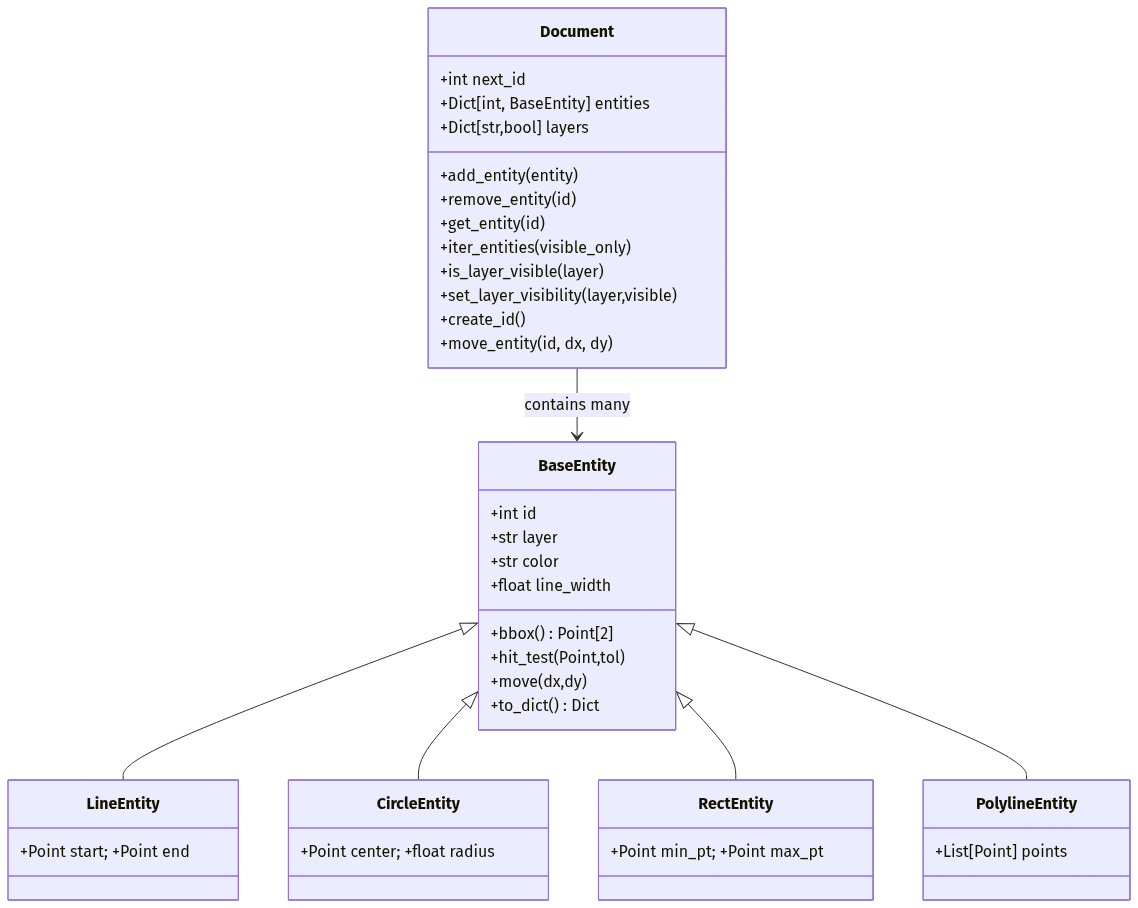 Document
+int next_id
+Dict[int, BaseEntity] entities
+Dict[str,bool] layers
+add_entity(entity)
+remove_entity(id)
+get_entity(id)
+iter_entities(visible_only)
+is_layer_visible(layer)
+set_layer_visibility(layer,visible)
+create_id()
+move_entity(id, dx, dy)
contains many
BaseEntity
+int id
+str layer
+str color
+float line_width
+bbox() : Point[2]
+hit_test(Point,tol)
+move(dx,dy)
+to_dict() : Dict
LineEntity
+Point start; +Point end
CircleEntity
+Point center; +float radius
RectEntity
+Point min_pt; +Point max_pt
PolylineEntity
+List[Point] points